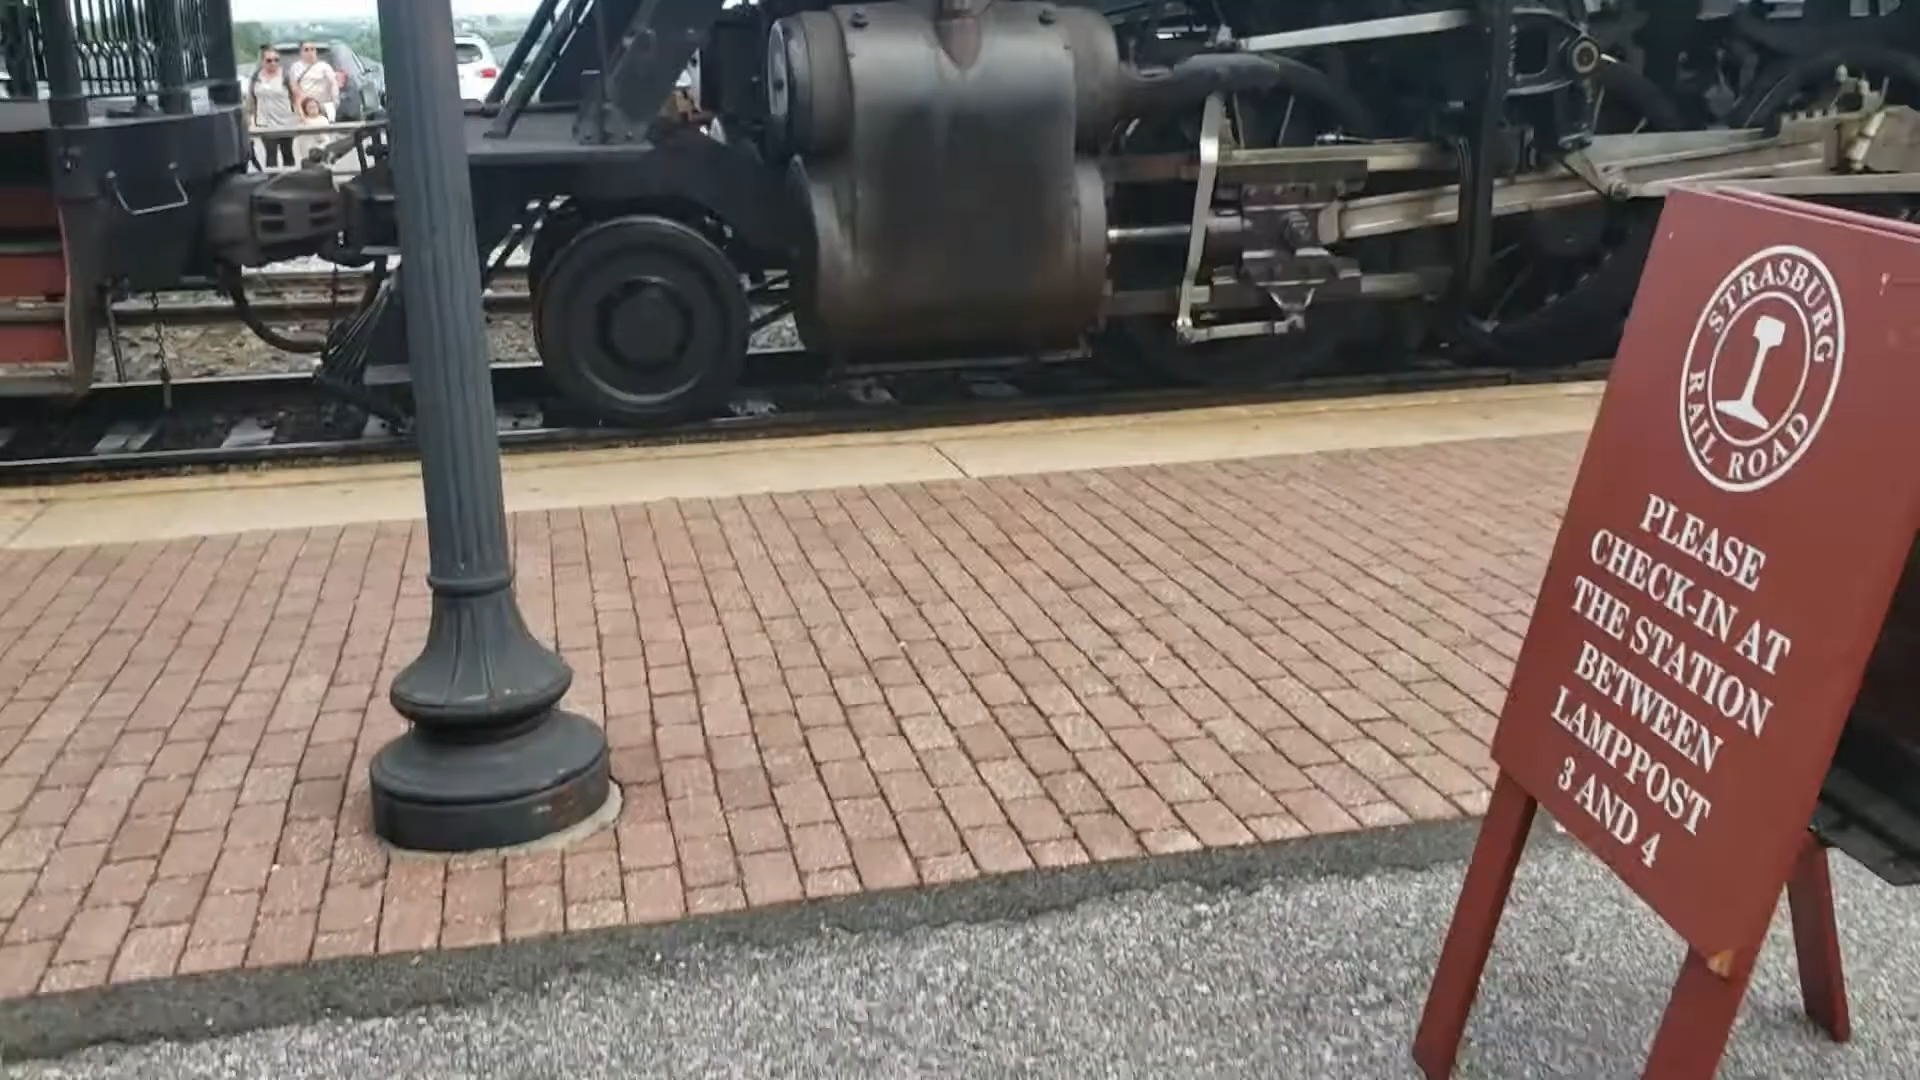 STRASBURG
RAIL ROAD
PLEASE
CHECK-IN AT
THE STATION
BETWEEN
LAMPPOST
3 AND 4